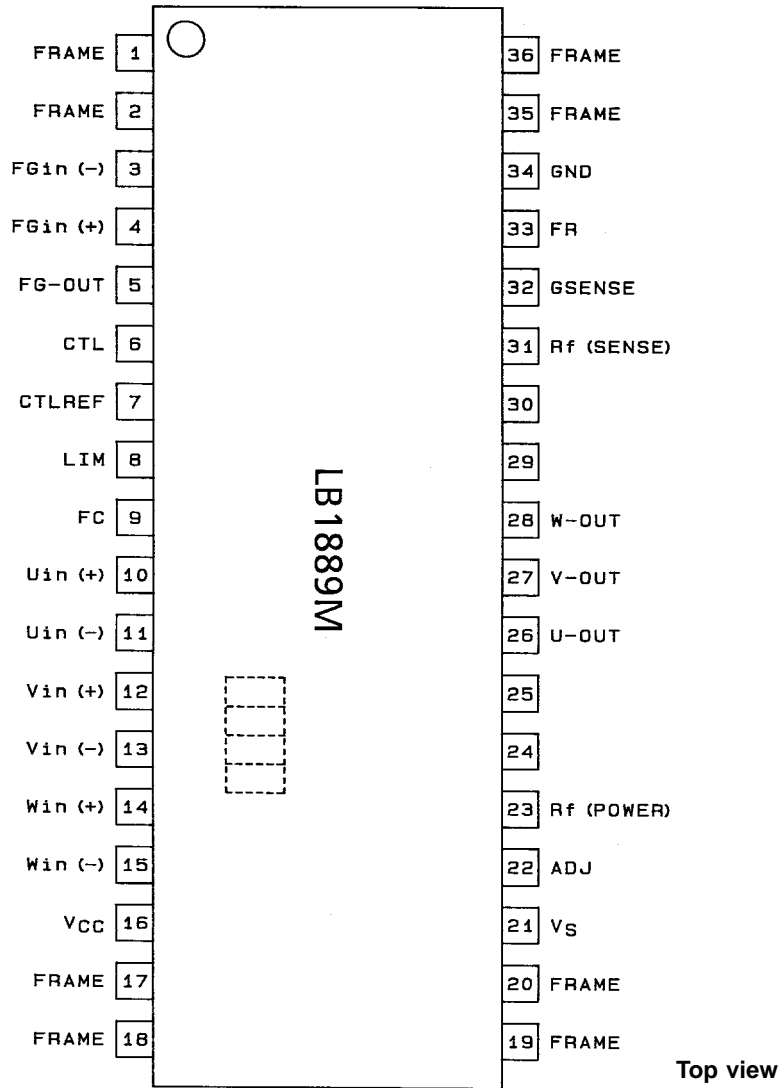 FRAME 1
36 FRAME
FRAME 2
35 FRAME
FGin (−) 3
34 GND
FGin (+) 4
33 FR
FG-OUT 5
32 GSENSE
CTL 6
31 Rf (SENSE)
CTLREF 7
30
LIM 8
29
FC 9
28 W-OUT
Uin (+) 10
27 V-OUT
Uin (−) 11
26 U-OUT
Vin (+) 12
25
Vin (−) 13
24
Win (+) 14
23 Rf (POWER)
Win (−) 15
22 ADJ
VCC 16
21 VS
FRAME 17
20 FRAME
FRAME 18
19 FRAME
LB1889M
Top view